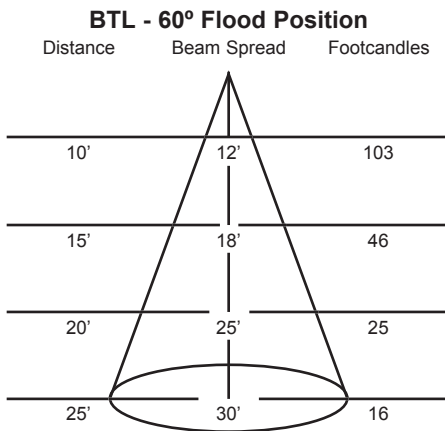 BTL - 60º Flood Position
Distance Beam Spread Footcandles
10’ 12’ 103
15’ 18’ 46
20’ 25’ 25
25’ 30’ 16